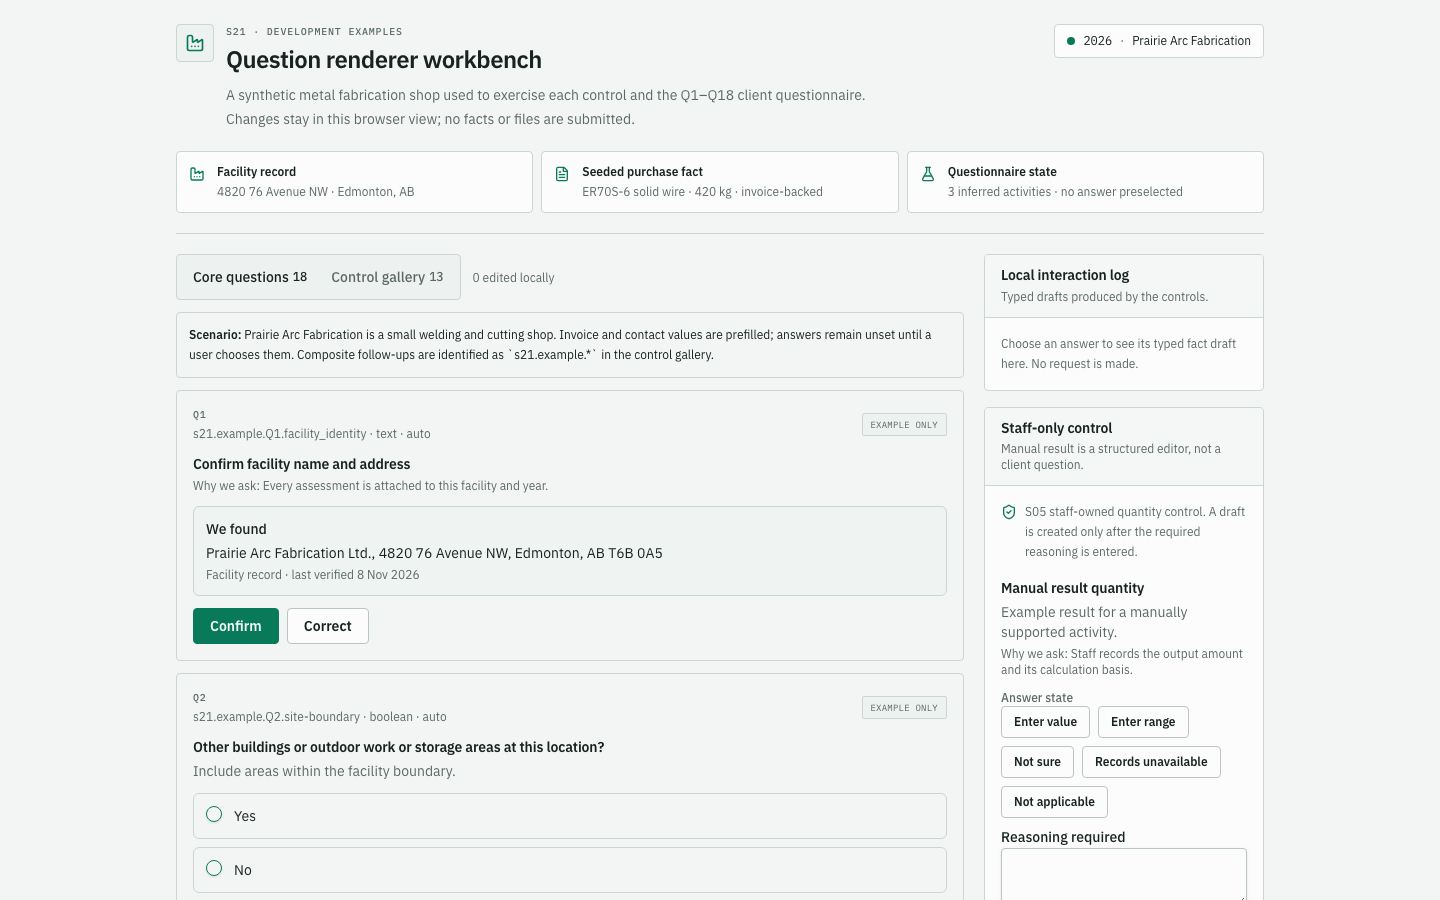 S21 · DEVELOPMENT EXAMPLES
Question renderer workbench
A synthetic metal fabrication shop used to exercise each control and the Q1–Q18 client questionnaire.
Changes stay in this browser view; no facts or files are submitted.
2026 · Prairie Arc Fabrication
Facility record
4820 76 Avenue NW · Edmonton, AB
Seeded purchase fact
ER70S-6 solid wire · 420 kg · invoice-backed
Questionnaire state
3 inferred activities · no answer preselected
Core questions 18
Control gallery 13
0 edited locally
Scenario: Prairie Arc Fabrication is a small welding and cutting shop. Invoice and contact values are prefilled; answers remain unset until a
user chooses them. Composite follow-ups are identified as `s21.example.*` in the control gallery.
Q1
s21.example.Q1.facility_identity · text · auto
EXAMPLE ONLY
Confirm facility name and address
Why we ask: Every assessment is attached to this facility and year.
We found
Prairie Arc Fabrication Ltd., 4820 76 Avenue NW, Edmonton, AB T6B 0A5
Facility record · last verified 8 Nov 2026
Confirm
Correct
Q2
s21.example.Q2.site-boundary · boolean · auto
EXAMPLE ONLY
Other buildings or outdoor work or storage areas at this location?
Include areas within the facility boundary.
Yes
No
Local interaction log
Typed drafts produced by the controls.
Choose an answer to see its typed fact draft
here. No request is made.
Staff-only control
Manual result is a structured editor, not a
client question.
S05 staff-owned quantity control. A draft
is created only after the required
reasoning is entered.
Manual result quantity
Example result for a manually
supported activity.
Why we ask: Staff records the output amount
and its calculation basis.
Answer state
Enter value
Enter range
Not sure
Records unavailable
Not applicable
Reasoning required